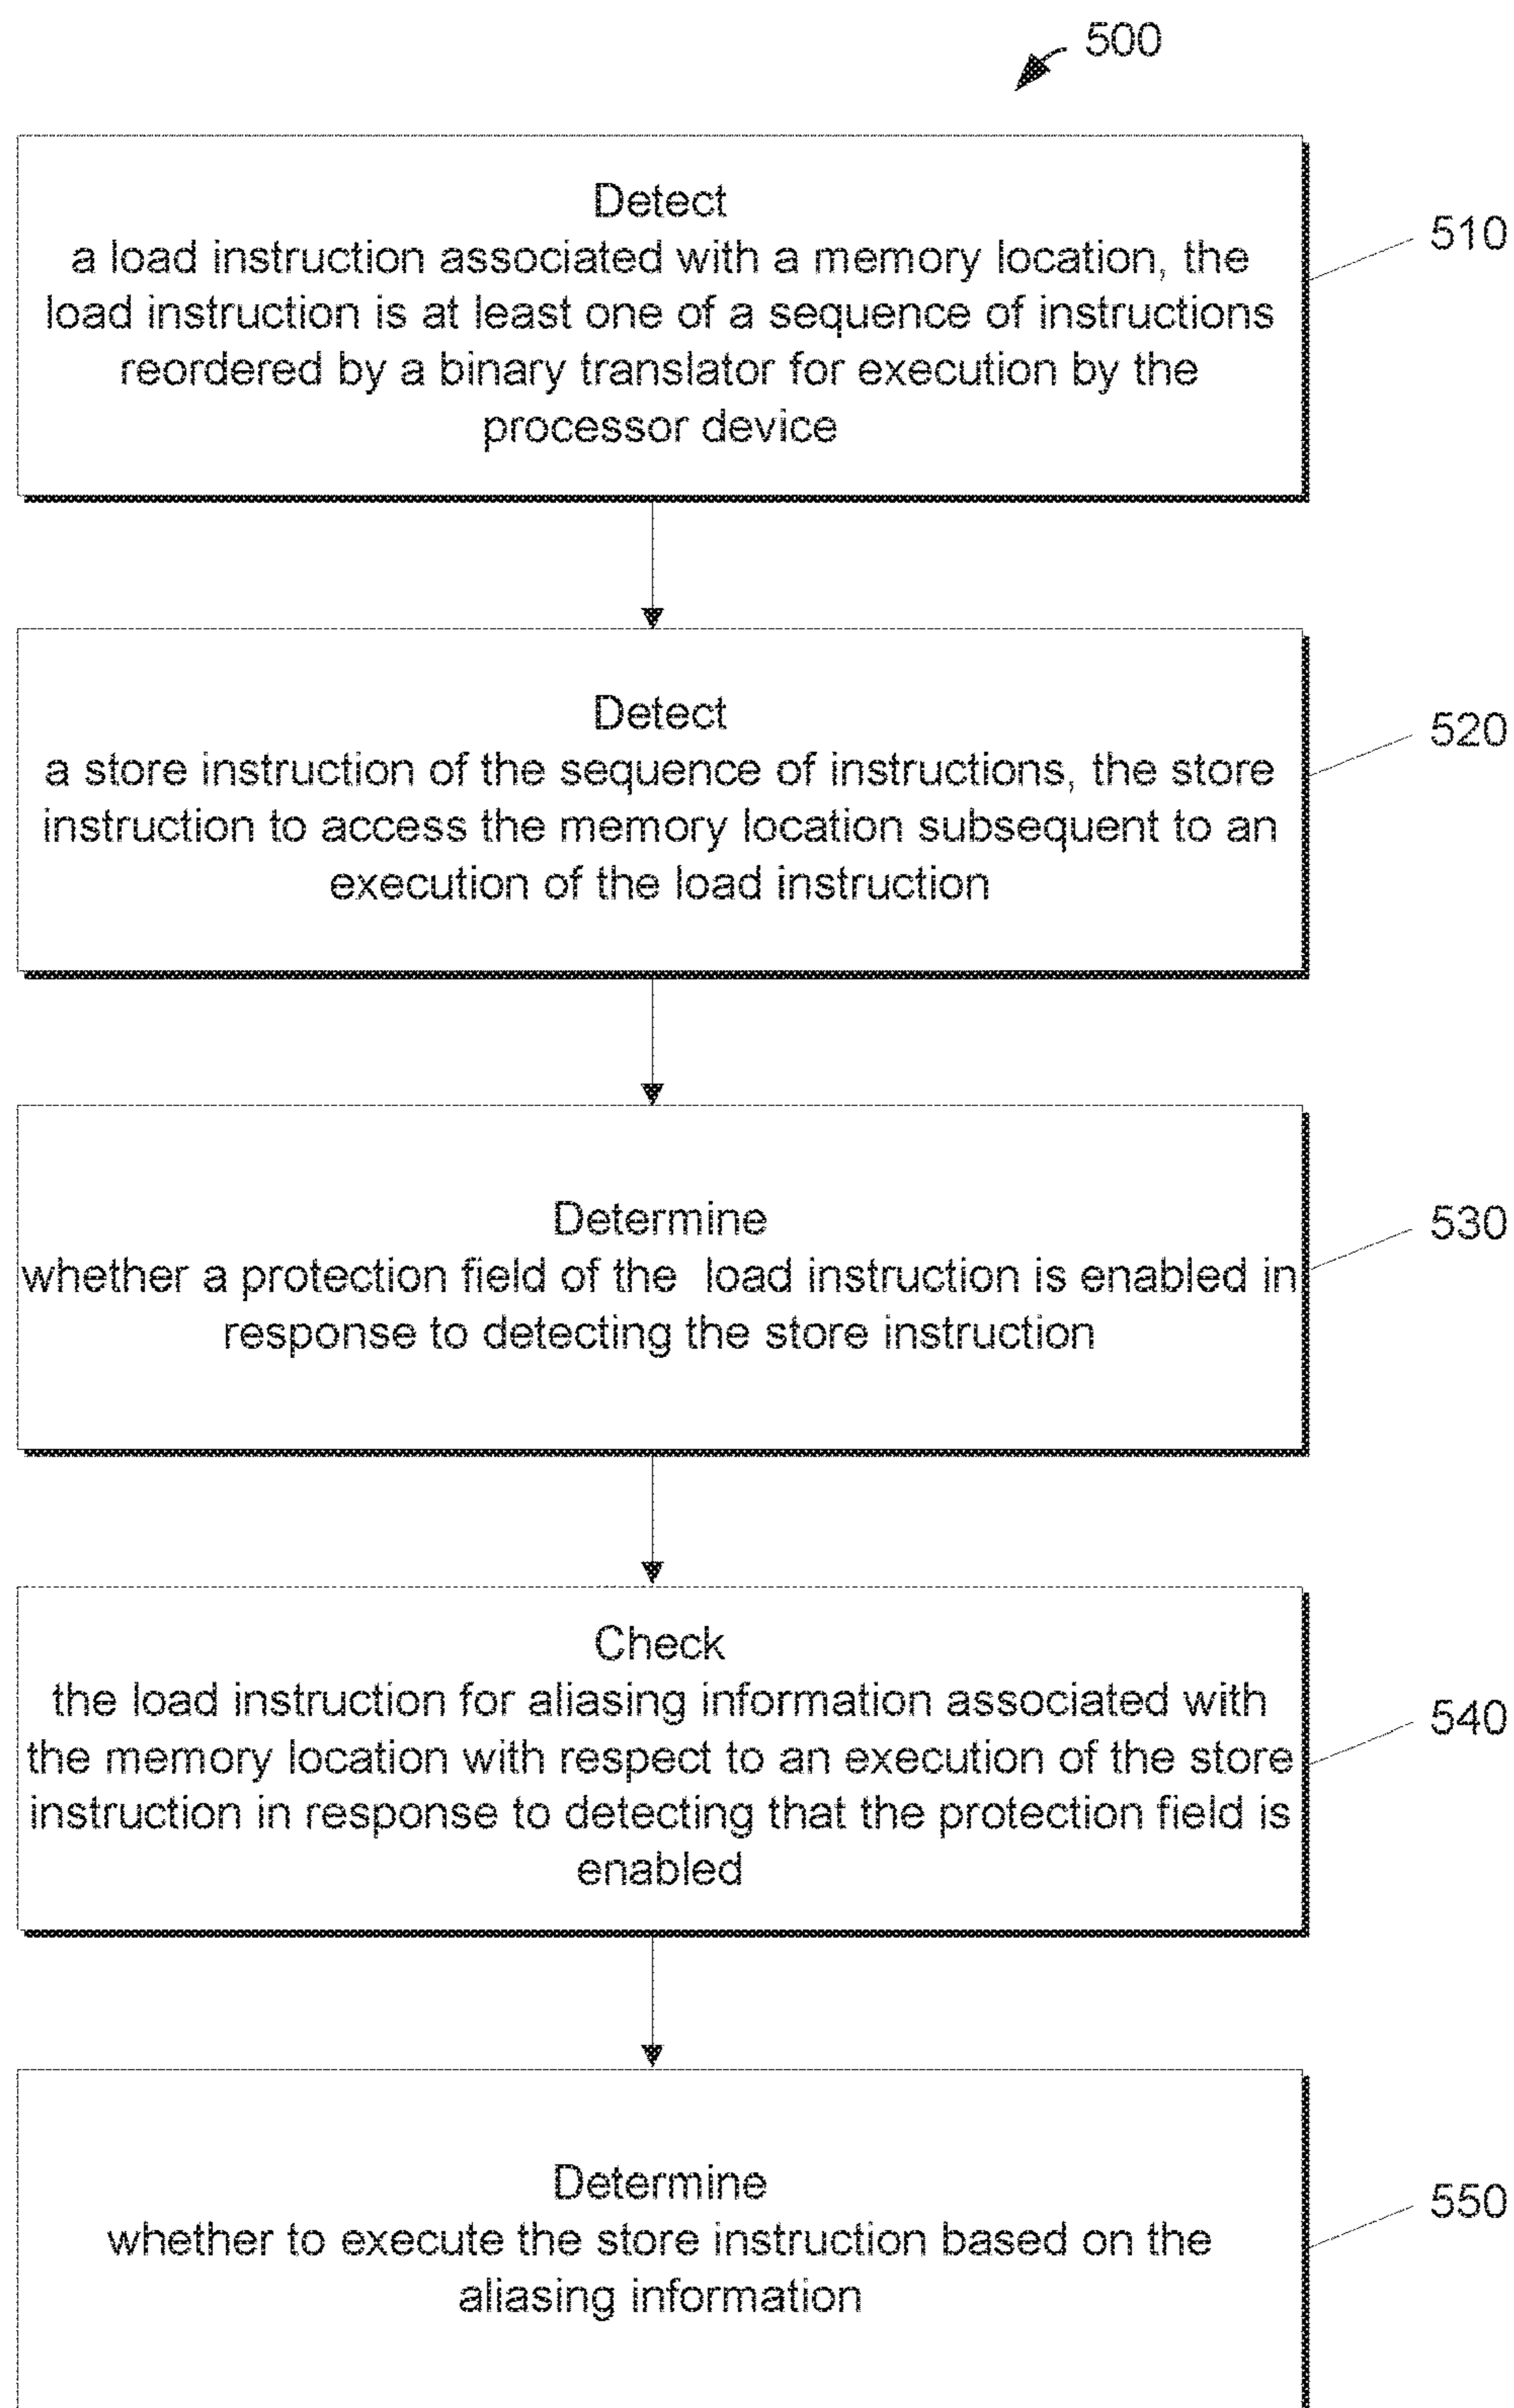 500
Detect
a load instruction associated with a memory location, the
load instruction is at least one of a sequence of instructions
reordered by a binary translator for execution by the
processor device
510
Detect
a store instruction of the sequence of instructions, the store
instruction to access the memory location subsequent to an
execution of the load instruction
520
Determine
whether a protection field of the load instruction is enabled in
response to detecting the store instruction
530
Check
the load instruction for aliasing information associated with
the memory location with respect to an execution of the store
instruction in response to detecting that the protection field is
enabled
540
Determine
whether to execute the store instruction based on the
aliasing information
550